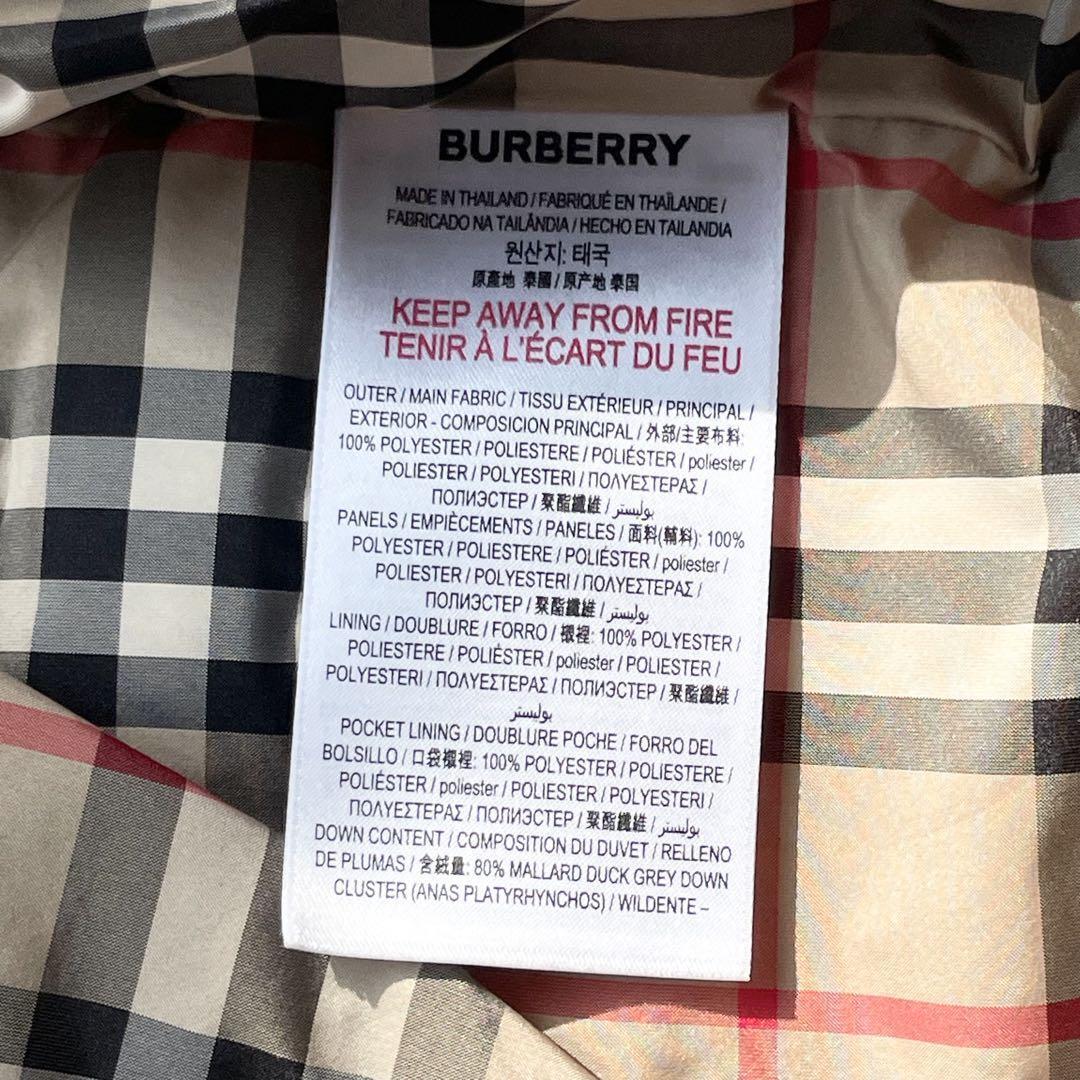 BURBERRY
MADE IN THAILAND / FABRIQUÉ EN THAÏLANDE /
FABRICADO NA TAILÂNDIA / HECHO EN TAILANDIA
원산지: 태국
原產地 泰國 / 原产地 泰国
KEEP AWAY FROM FIRE
TENIR À L'ÉCART DU FEU
OUTER / MAIN FABRIC / TISSU EXTÉRIEUR / PRINCIPAL /
EXTERIOR - COMPOSICION PRINCIPAL / 外部/主要布料:
100% POLYESTER / POLIESTERE / POLIÉSTER / poliester /
POLIESTER / POLYESTERI / ΠΟΛΥΕΣΤΕΡΑΣ /
ПОЛИЭСТЕР / 聚酯纖維 / بوليستر
PANELS / EMPIÈCEMENTS / PANELES / 面料(輔料): 100%
POLYESTER / POLIESTERE / POLIÉSTER / poliester /
POLIESTER / POLYESTERI / ΠΟΛΥΕΣΤΕΡΑΣ /
ПОЛИЭСТЕР / 聚酯纖維 / بوليستر
LINING / DOUBLURE / FORRO / 襯裡: 100% POLYESTER /
POLIESTERE / POLIÉSTER / poliester / POLIESTER /
POLYESTERI / ΠΟΛΥΕΣΤΕΡΑΣ / ПОЛИЭСТЕР / 聚酯纖維 /
بوليستر
POCKET LINING / DOUBLURE POCHE / FORRO DEL
BOLSILLO / 口袋襯裡: 100% POLYESTER / POLIESTERE /
POLIÉSTER / poliester / POLIESTER / POLYESTERI /
ΠΟΛΥΕΣΤΕΡΑΣ / ПОЛИЭСТЕР / 聚酯纖維 / بوليستر
DOWN CONTENT / COMPOSITION DU DUVET / RELLENO
DE PLUMAS / 含絨量: 80% MALLARD DUCK GREY DOWN
CLUSTER (ANAS PLATYRHYNCHOS) / WILDENTE –